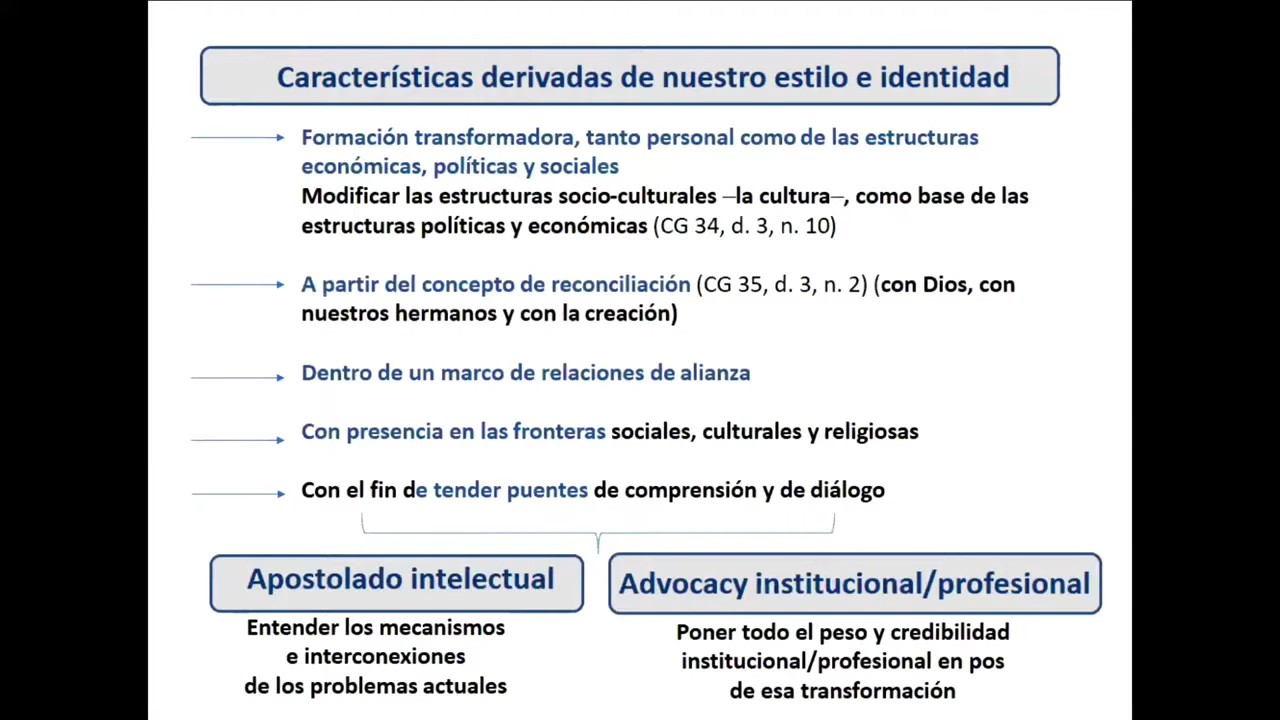 Características derivadas de nuestro estilo e identidad
Formación transformadora, tanto personal como de las estructuras
económicas, políticas y sociales
Modificar las estructuras socio-culturales –la cultura–, como base de las
estructuras políticas y económicas (CG 34, d. 3, n. 10)
A partir del concepto de reconciliación (CG 35, d. 3, n. 2) (con Dios, con
nuestros hermanos y con la creación)
Dentro de un marco de relaciones de alianza
Con presencia en las fronteras sociales, culturales y religiosas
Con el fin de tender puentes de comprensión y de diálogo
Apostolado intelectual
Entender los mecanismos
e interconexiones
de los problemas actuales
Advocacy institucional/profesional
Poner todo el peso y credibilidad
institucional/profesional en pos
de esa transformación